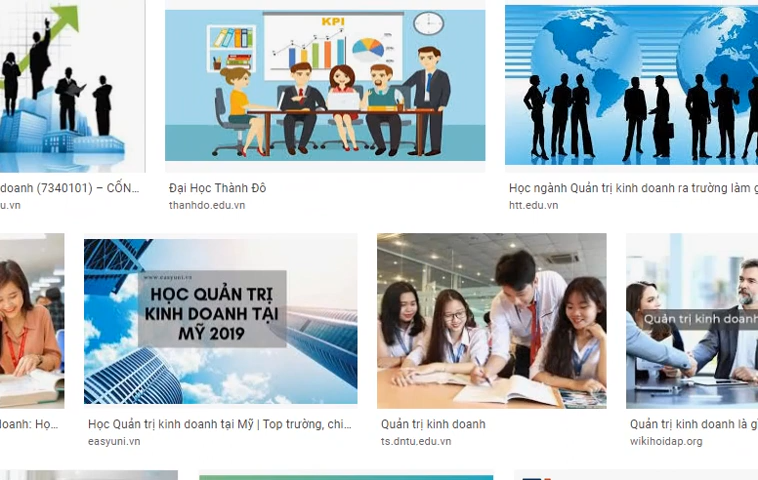 KPI
doanh (7340101) – CÔN...
u.vn
Đại Học Thành Đô
thanhdo.edu.vn
Học ngành Quản trị kinh doanh ra trường làm g
htt.edu.vn
www.easyuni.vn
HỌC QUẢN TRỊ
KINH DOANH TẠI
MỸ 2019
Quản trị kinh doanh
oanh: Họ...
Học Quản trị kinh doanh tại Mỹ | Top trường, chi...
easyuni.vn
Quản trị kinh doanh
ts.dntu.edu.vn
Quản trị kinh doanh là g
wikihoidap.org